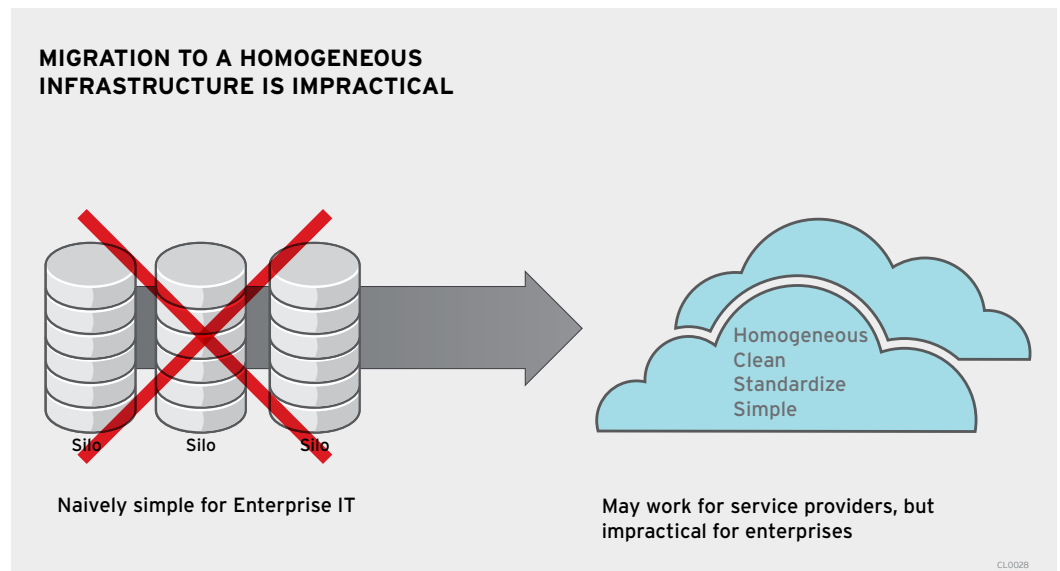 MIGRATION TO A HOMOGENEOUS
INFRASTRUCTURE IS IMPRACTICAL
Homogeneous
Clean
Standardize
Simple
Silo
Silo
Silo
Naively simple for Enterprise IT
May work for service providers, but
impractical for enterprises
CL0028